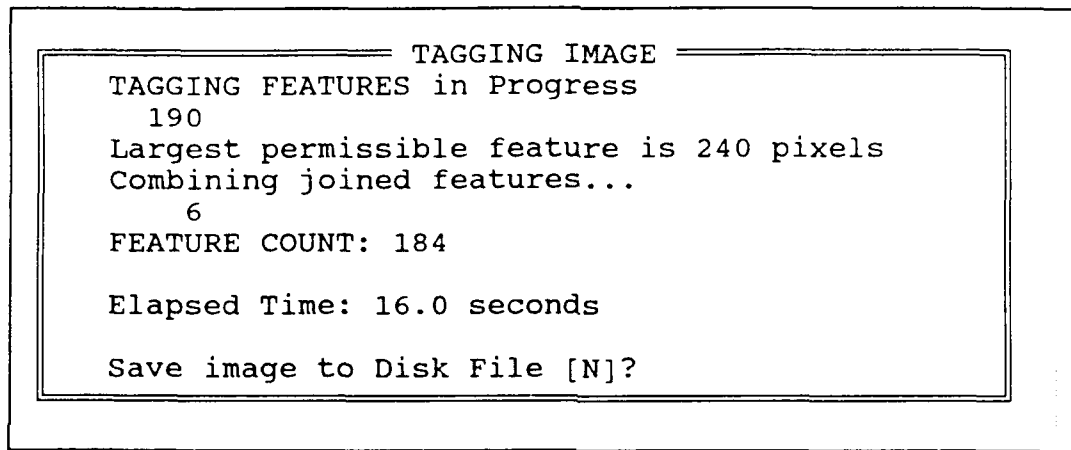 TAGGING IMAGE
TAGGING FEATURES in Progress
190
Largest permissible feature is 240 pixels
Combining joined features...
6
FEATURE COUNT: 184
Elapsed Time: 16.0 seconds
Save image to Disk File [N]?